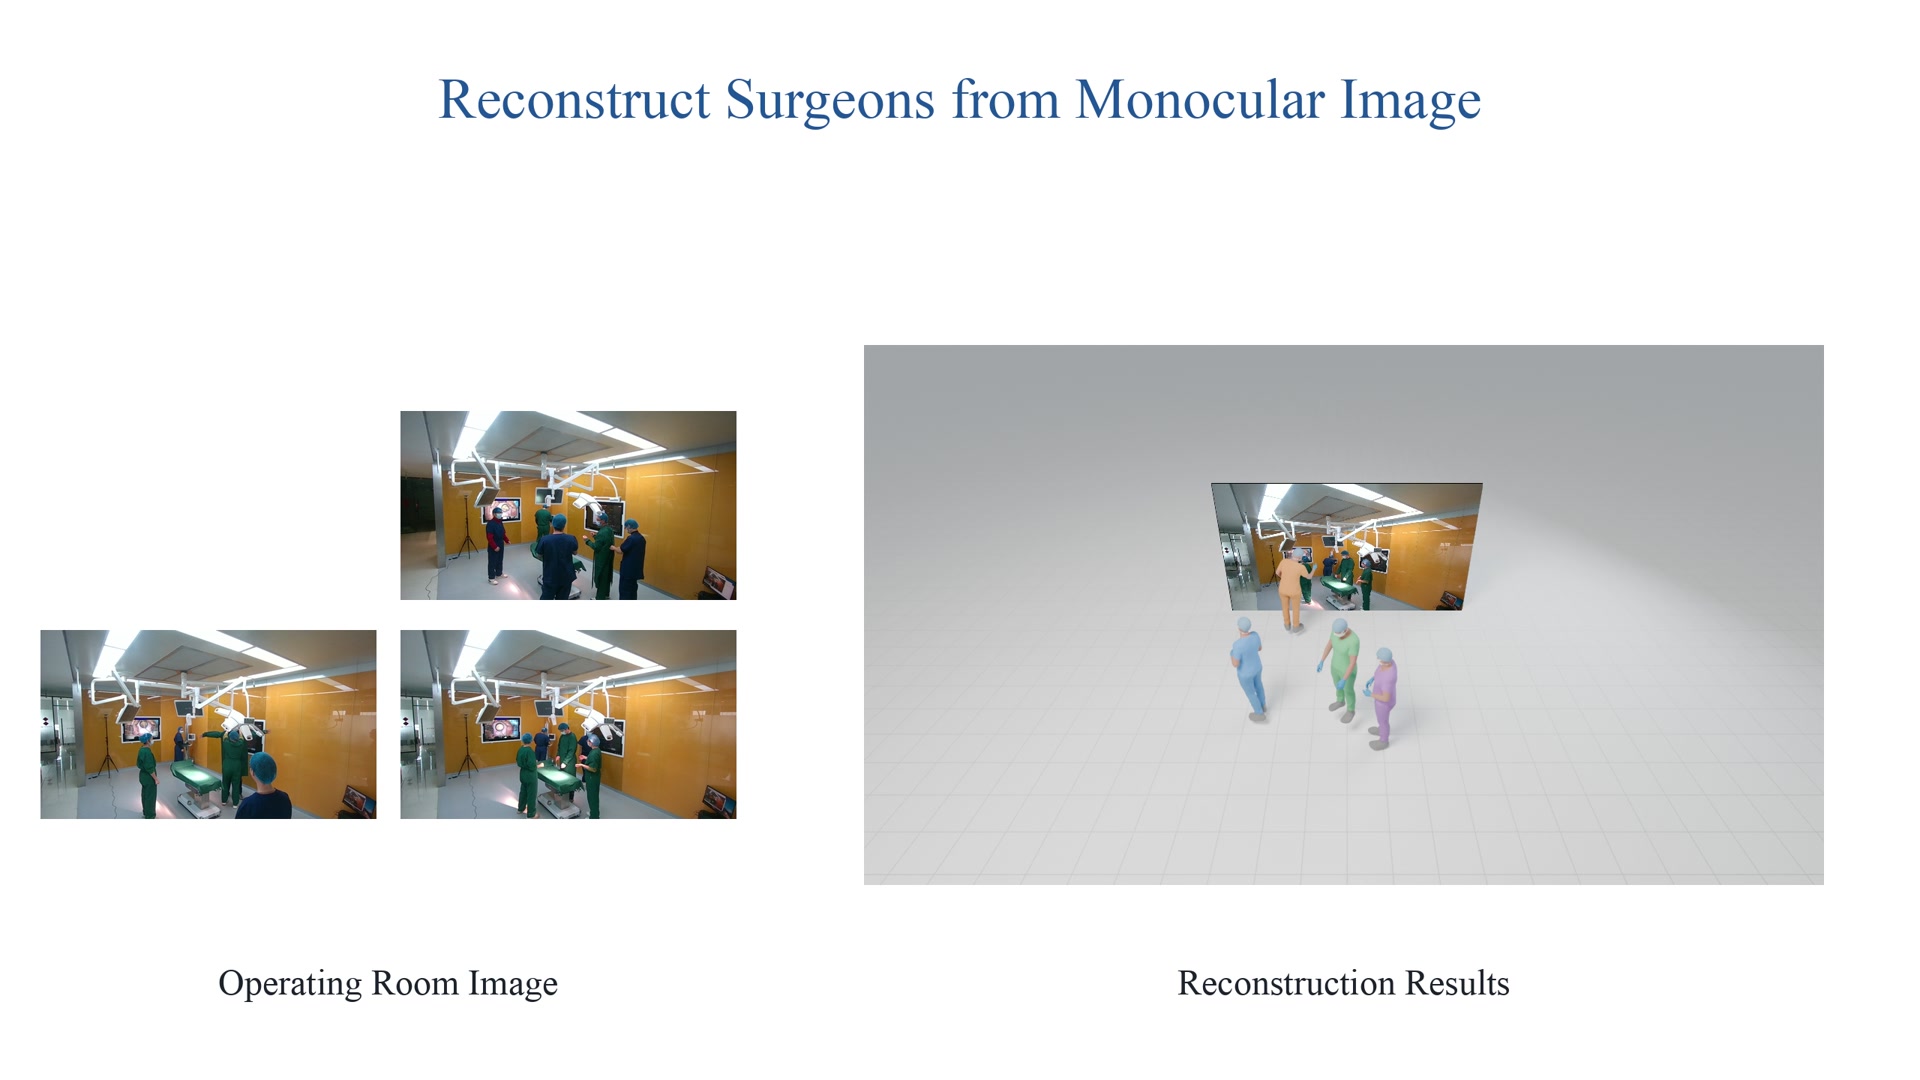 Reconstruct Surgeons from Monocular Image
Operating Room Image
Reconstruction Results